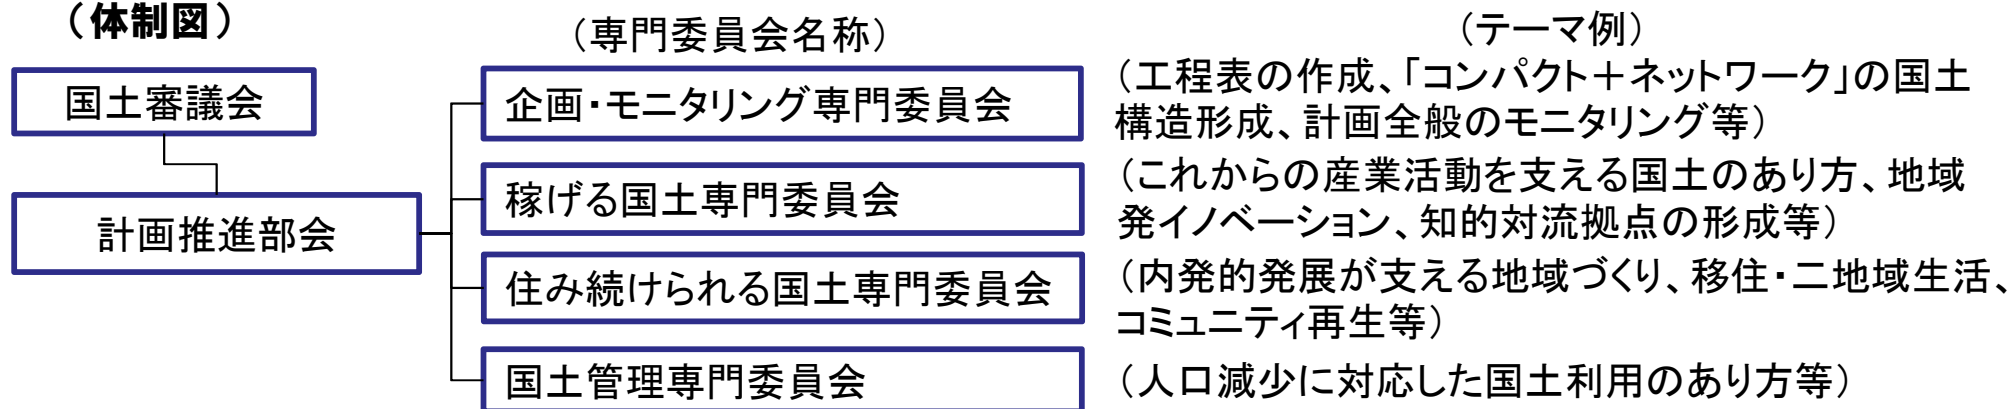 （体制図）
（専門委員会名称）
（テーマ例）
国土審議会
計画推進部会
企画・モニタリング専門委員会
（工程表の作成、「コンパクト＋ネットワーク」の国土
構造形成、計画全般のモニタリング等）
稼げる国土専門委員会
（これからの産業活動を支える国土のあり方、地域
発イノベーション、知的対流拠点の形成等）
住み続けられる国土専門委員会
（内発的発展が支える地域づくり、移住・二地域生活、
コミュニティ再生等）
国土管理専門委員会
（人口減少に対応した国土利用のあり方等）